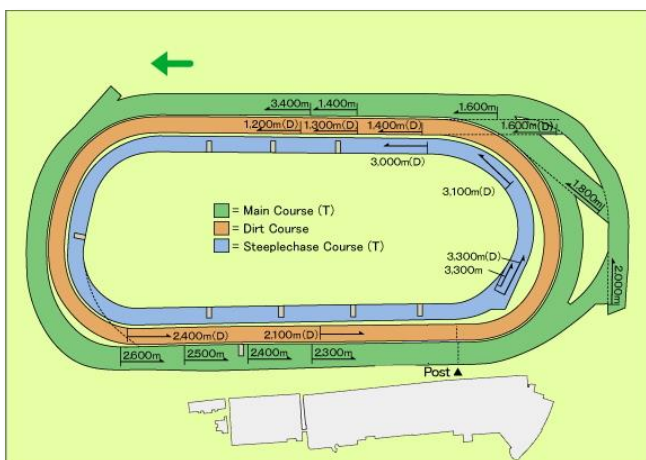 3.400m
1.400m
1.600m
1,200m(D)
1.300m(D)
1.400m(D)
1.600m(D)
3.000m(D)
3,100m(D)
1.800m
= Main Course (T)
= Dirt Course
= Steeplechase Course (T)
3.300m(D)
3,300m
2,000m
2.400m(D)
2.100m(D)
2.600m
2.500m
2.400m
2.300m
Post ▲